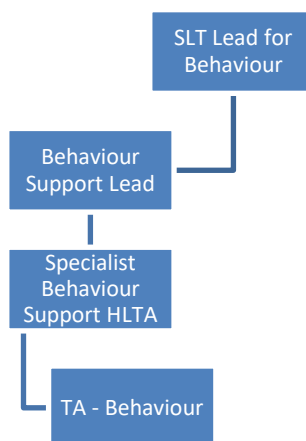 SLT Lead for
Behaviour
Behaviour
Support Lead
Specialist
Behaviour
Support HLTA
TA - Behaviour